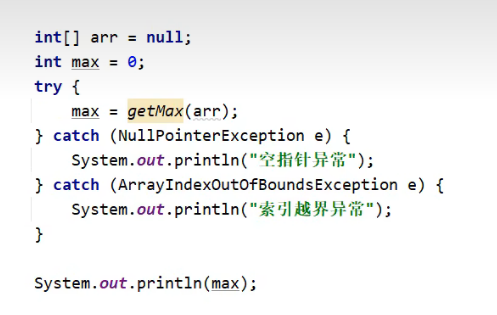 int[] arr = null;
int max = 0;
try {
    max = getMax(arr);
} catch (NullPointerException e) {
    System.out.println("空指针异常");
} catch (ArrayIndexOutOfBoundsException e) {
    System.out.println("索引越界异常");
}
System.out.println(max);